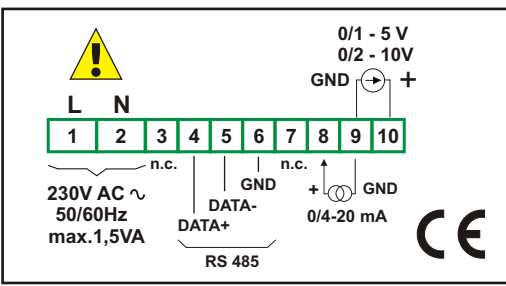 0/1 - 5 V
0/2 - 10V
GND +
L N
1 2 3 4 5 6 7 8 9 10
n.c. n.c.
230V AC ∿
50/60Hz
max.1,5VA
DATA+
DATA-
GND
RS 485
+ GND
0/4-20 mA
CE